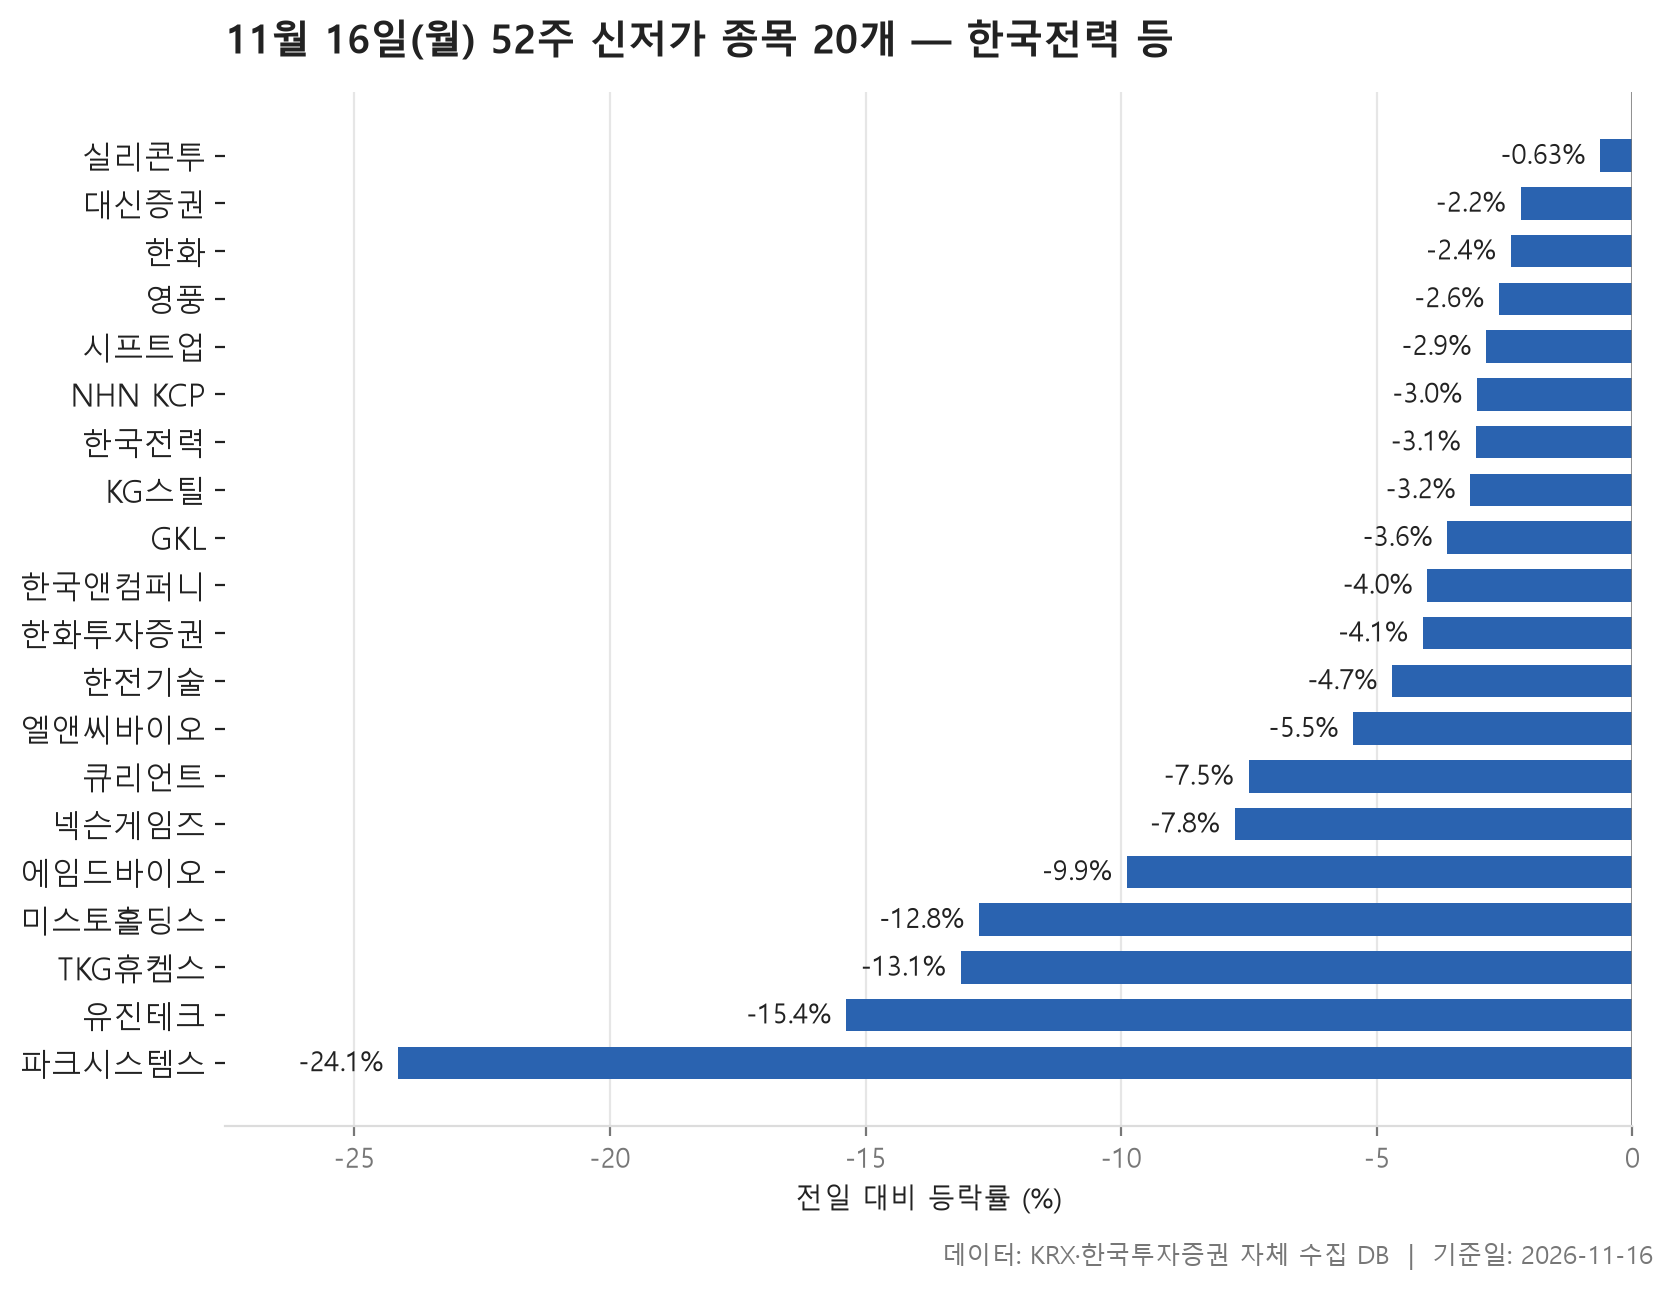 11월 16일(월) 52주 신저가 종목 20개 — 한국전력 등
실리콘투 -0.63%
대신증권 -2.2%
한화 -2.4%
영풍 -2.6%
시프트업 -2.9%
NHN KCP -3.0%
한국전력 -3.1%
KG스틸 -3.2%
GKL -3.6%
한국앤컴퍼니 -4.0%
한화투자증권 -4.1%
한전기술 -4.7%
엘앤씨바이오 -5.5%
큐리언트 -7.5%
넥슨게임즈 -7.8%
에임드바이오 -9.9%
미스토홀딩스 -12.8%
TKG휴켐스 -13.1%
유진테크 -15.4%
파크시스템스 -24.1%
-25 -20 -15 -10 -5 0
전일 대비 등락률 (%)
데이터: KRX·한국투자증권 자체 수집 DB | 기준일: 2026-11-16